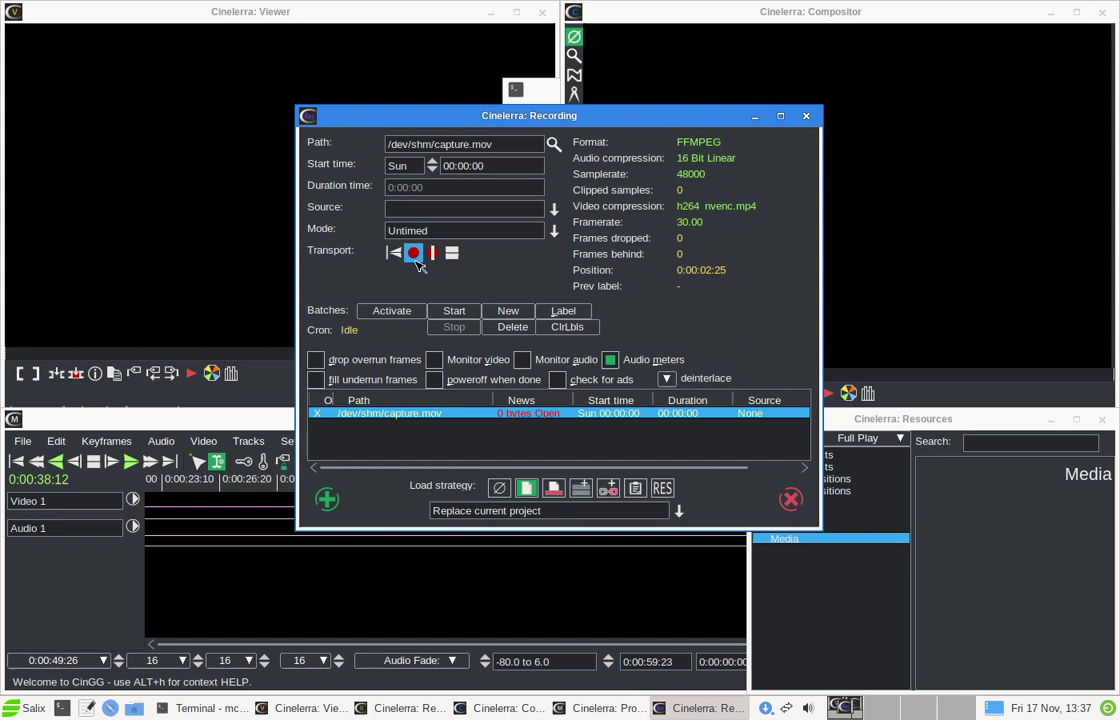 Cinelerra: Viewer
Cinelerra: Compositor
Cinelerra: Recording
Path: /dev/shm/capture.mov
Start time: Sun 00:00:00
Duration time: 0:00:00
Source:
Mode: Untimed
Transport:
Format: FFMPEG
Audio compression: 16 Bit Linear
Samplerate: 48000
Clipped samples: 0
Video compression: h264 nvenc.mp4
Framerate: 30.00
Frames dropped: 0
Frames behind: 0
Position: 0:00:02:25
Prev label: -
Batches: Activate Start New Label
Cron: Idle Stop Delete ClrLbls
drop overrun frames Monitor video Monitor audio Audio meters
fill underrun frames poweroff when done check for ads deinterlace
O Path News Start time Duration Source
X /dev/shm/capture.mov 0 bytes Open Sun 00:00:00 00:00:00 None
Load strategy: RES
Replace current project
File Edit Keyframes Audio Video Tracks Se
0:00:38:12
00 0:00:23:10 0:00:26:20
Video 1
Audio 1
0:00:49:26 16 16 16 Audio Fade: -80.0 to 6.0 0:00:59:23 0:00:00:00
Welcome to CinGG - use ALT+h for context HELP.
Cinelerra: Resources
Full Play Search:
ts
ts
sitions
sitions
Media
Media
Salix Terminal - mc... Cinelerra: Vie... Cinelerra: Re... Cinelerra: Co... Cinelerra: Pro... Cinelerra: Re... Fri 17 Nov, 13:37